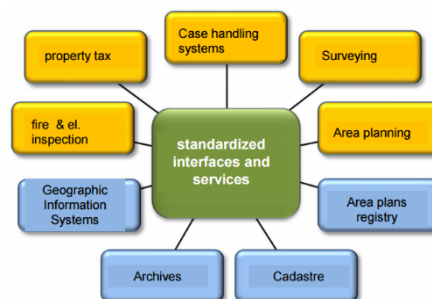 Case handling
systems
property tax
Surveying
fire & el.
inspection
standardized
interfaces and
services
Area planning
Geographic
Information
Systems
Area plans
registry
Archives
Cadastre